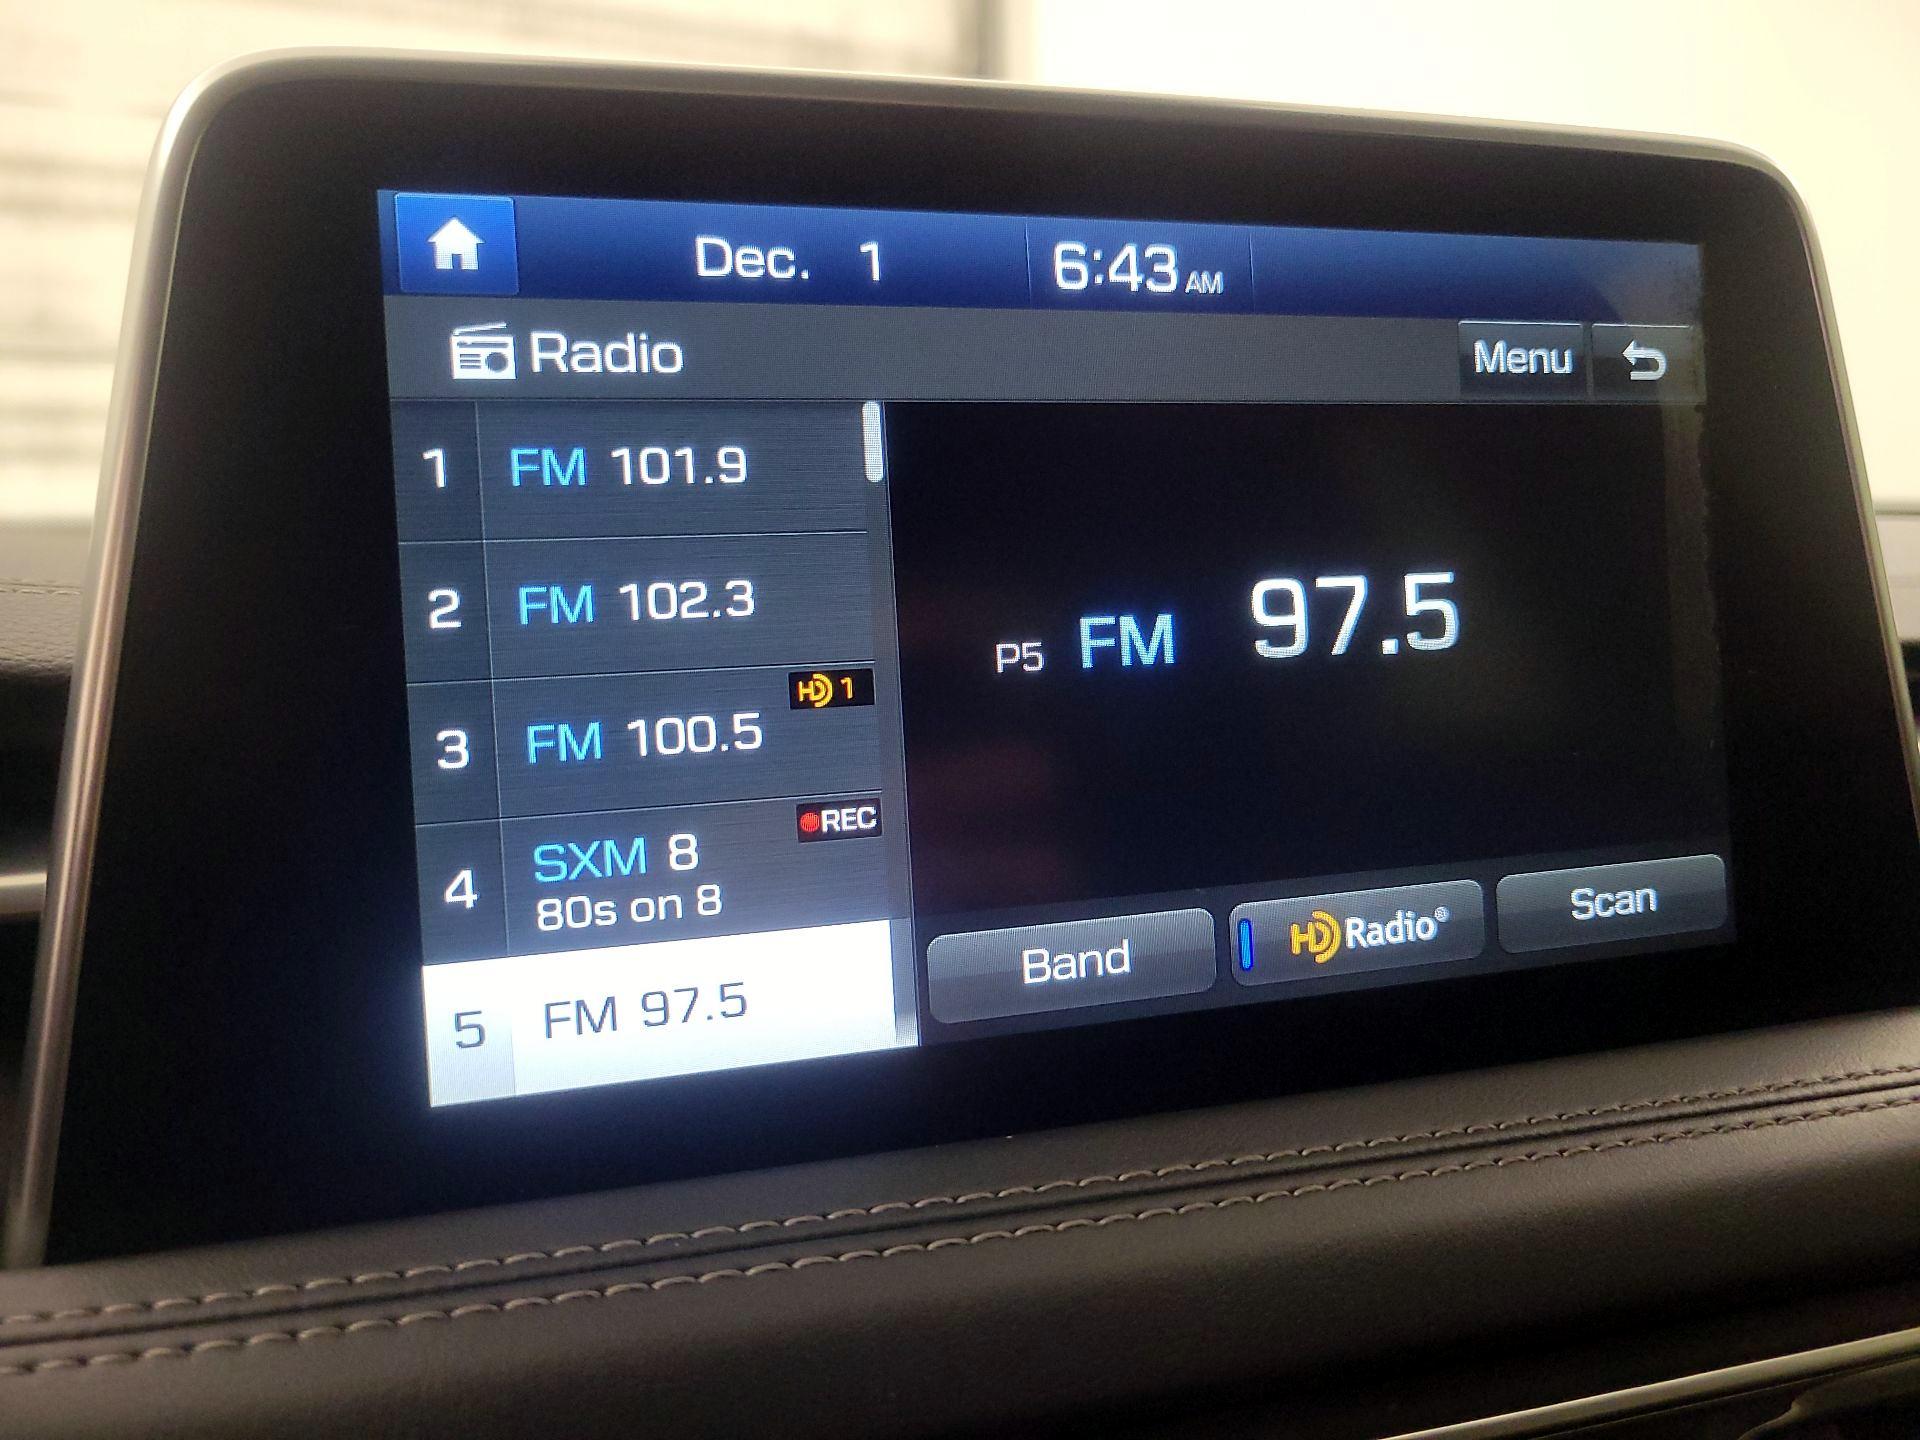 Dec. 1 6:43 AM
Radio Menu
1 FM 101.9
2 FM 102.3
HD 1
3 FM 100.5
REC
4 SXM 8
80s on 8
5 FM 97.5
P5 FM 97.5
Band HD Radio® Scan